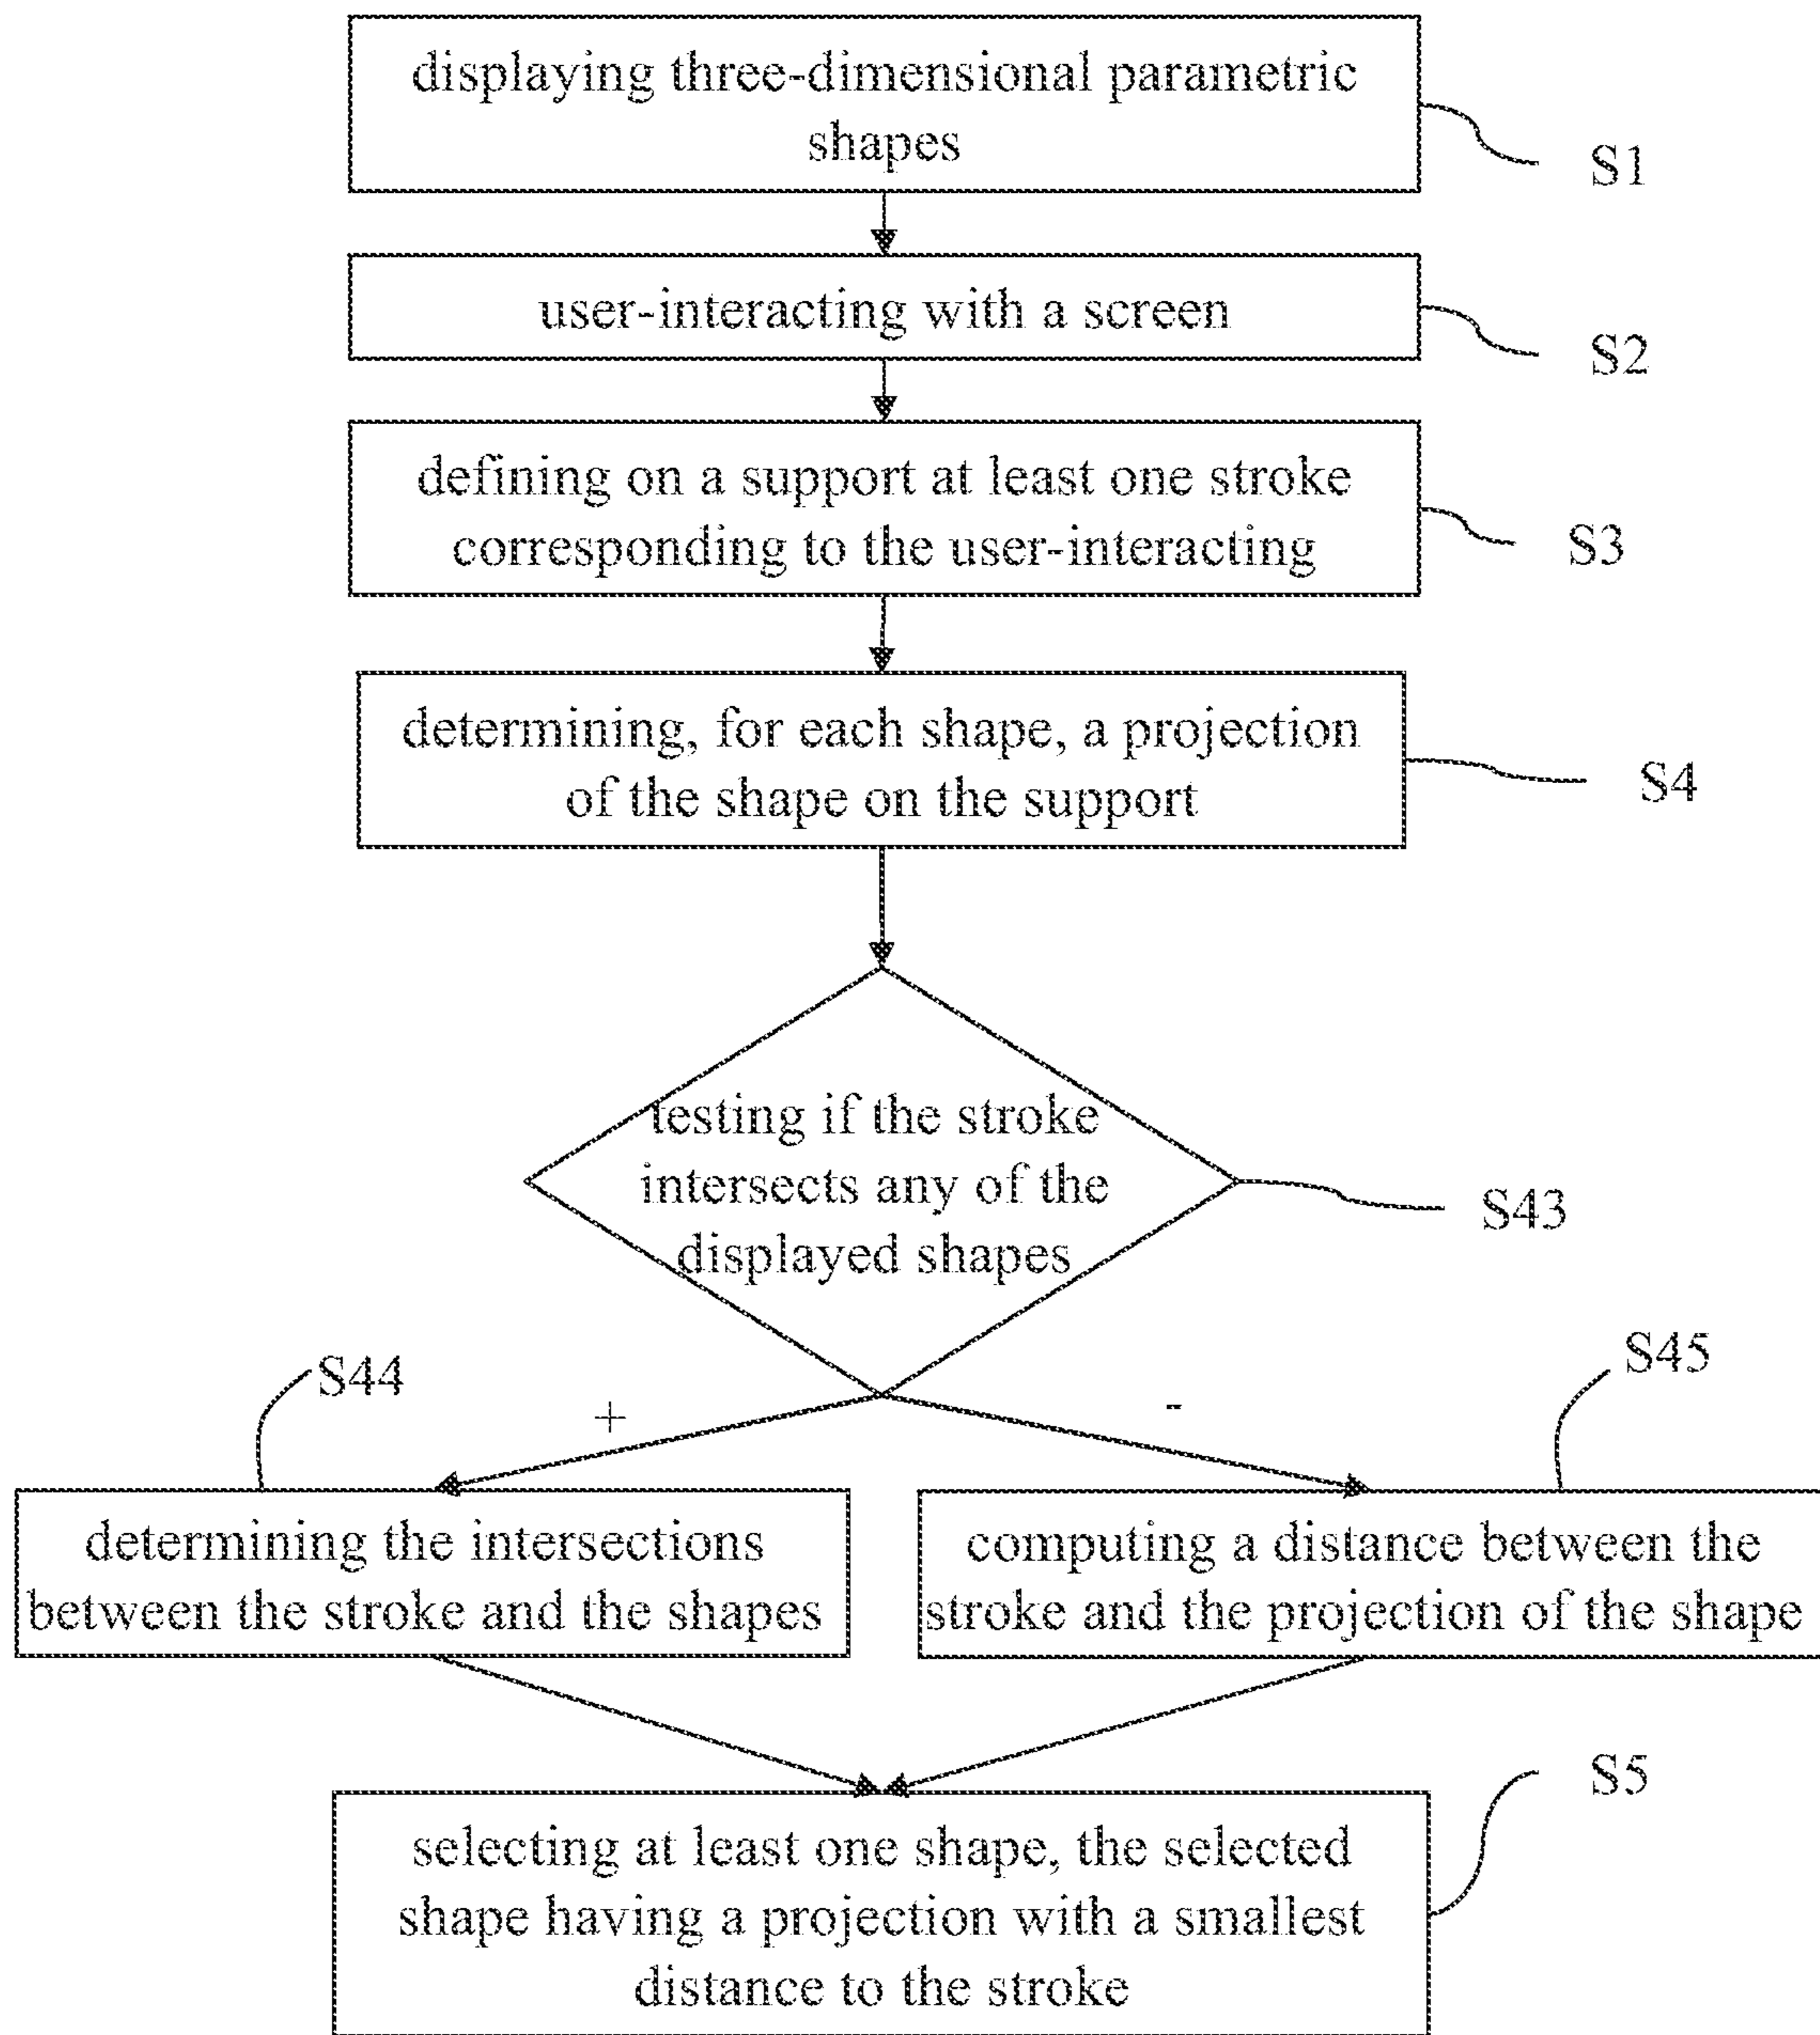 displaying three-dimensional parametric
shapes
S1
user-interacting with a screen
S2
defining on a support at least one stroke
corresponding to the user-interacting
S3
determining, for each shape, a projection
of the shape on the support
S4
testing if the stroke
intersects any of the
displayed shapes
S43
S44
+
-
S45
determining the intersections
between the stroke and the shapes
computing a distance between the
stroke and the projection of the shape
S5
selecting at least one shape, the selected
shape having a projection with a smallest
distance to the stroke